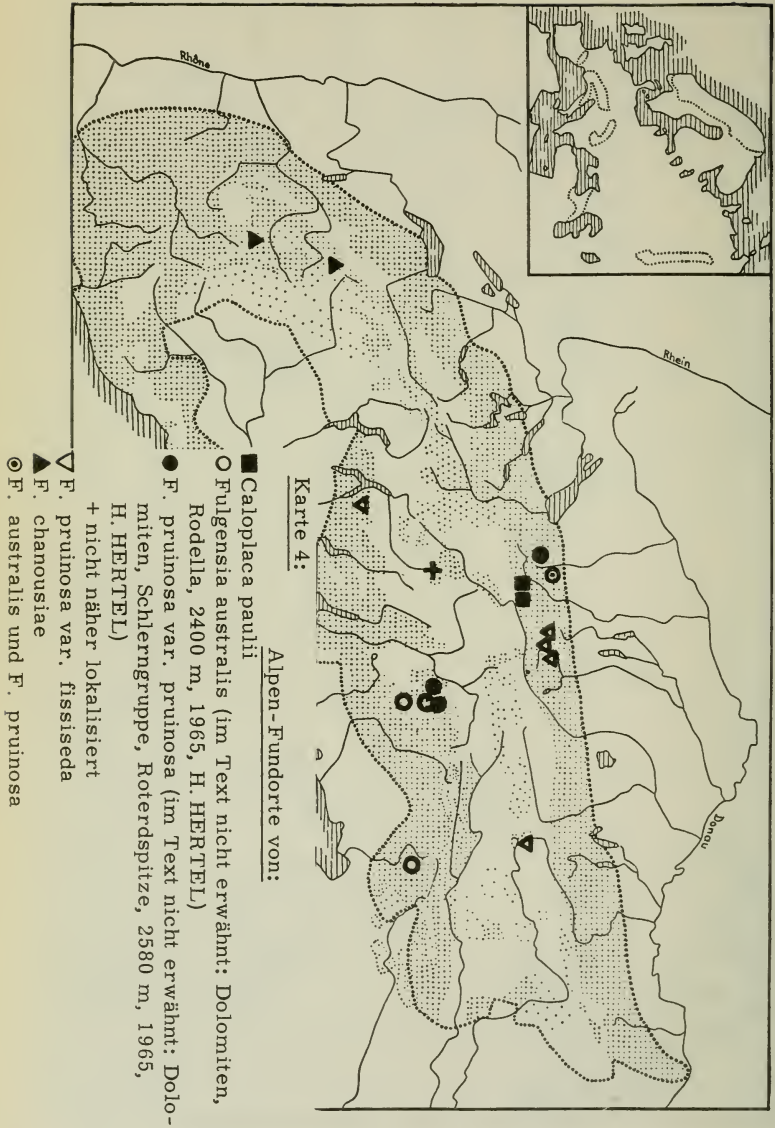 Rhône
Rhein
Donau
Karte 4:
Alpen-Fundorte von:
■ Caloplaca paulii
○ Fulgensia australis (im Text nicht erwähnt: Dolomiten,
Rodella, 2400 m, 1965, H. HERTEL)
● F. pruinosa var. pruinosa (im Text nicht erwähnt: Dolo-
miten, Schlerngruppe, Roterdspitze, 2580 m, 1965,
H. HERTEL)
+ nicht näher lokalisiert
▽ F. pruinosa var. fissiseda
▲ F. chanousiae
◉ F. australis und F. pruinosa